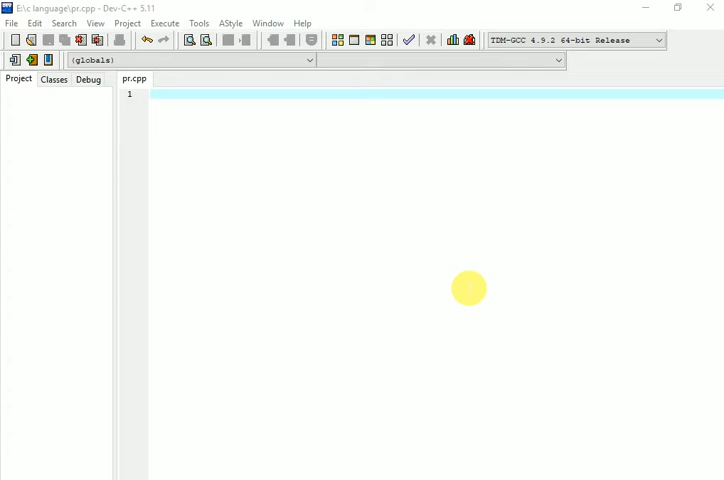 E:\c language\pr.cpp - Dev-C++ 5.11
File Edit Search View Project Execute Tools AStyle Window Help
TDM-GCC 4.9.2 64-bit Release
(globals)
Project Classes Debug pr.cpp
1